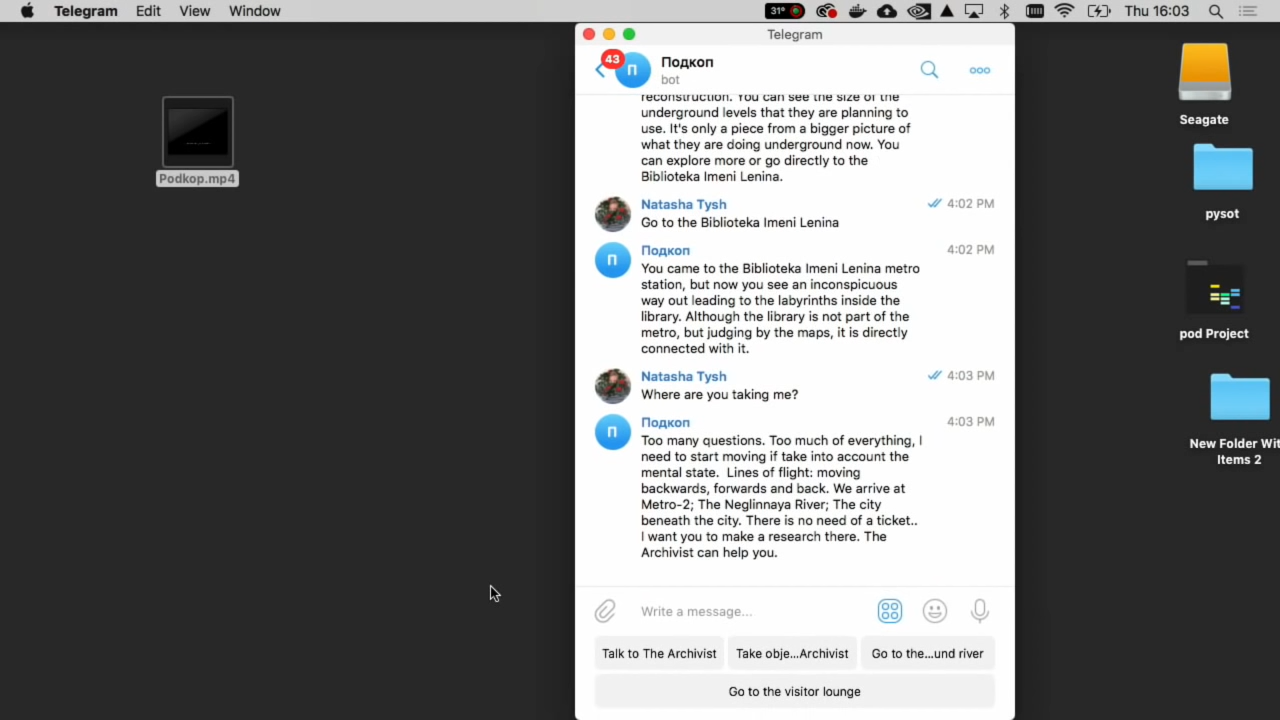 Telegram Edit View Window
31° Thu 16:03
Telegram
43
П
Подкоп
bot
reconstruction. You can see the size of the
underground levels that they are planning to
use. It's only a piece from a bigger picture of
what they are doing underground now. You
can explore more or go directly to the
Biblioteka Imeni Lenina.
Natasha Tysh 4:02 PM
Go to the Biblioteka Imeni Lenina
П
Подкоп 4:02 PM
You came to the Biblioteka Imeni Lenina metro
station, but now you see an inconspicuous
way out leading to the labyrinths inside the
library. Although the library is not part of the
metro, but judging by the maps, it is directly
connected with it.
Natasha Tysh 4:03 PM
Where are you taking me?
П
Подкоп 4:03 PM
Too many questions. Too much of everything, I
need to start moving if take into account the
mental state.  Lines of flight: moving
backwards, forwards and back. We arrive at
Metro-2; The Neglinnaya River; The city
beneath the city. There is no need of a ticket..
I want you to make a research there. The
Archivist can help you.
Write a message...
Talk to The Archivist
Take obje...Archivist
Go to the...und river
Go to the visitor lounge
Podkop.mp4
Seagate
pysot
pod Project
New Folder Wit
Items 2